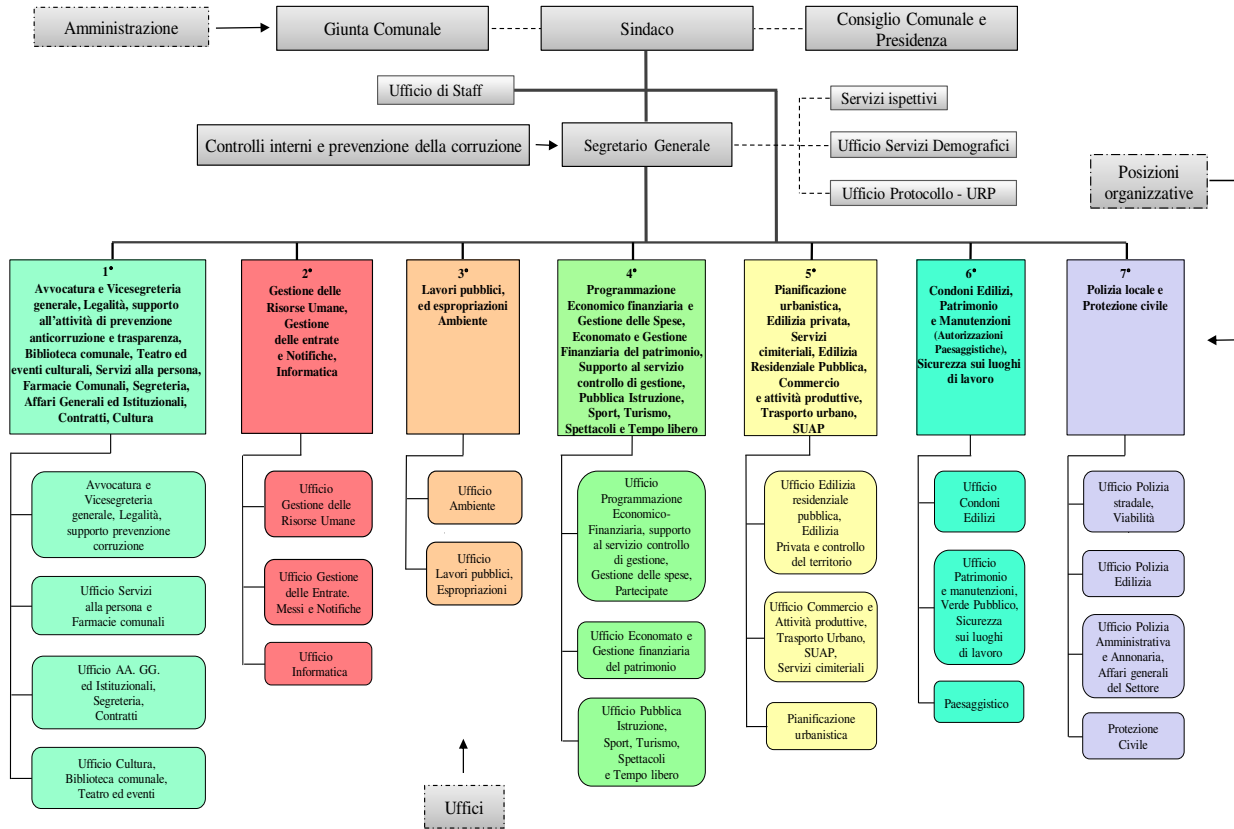 Amministrazione
Giunta Comunale
Sindaco
Consiglio Comunale e
Presidenza
Ufficio di Staff
Servizi ispettivi
Controlli interni e prevenzione della corruzione
Segretario Generale
Ufficio Servizi Demografici
Ufficio Protocollo - URP
Posizioni
organizzative
1°
Avvocatura e Vicesegreteria
generale, Legalità, supporto
all'attività di prevenzione
anticorruzione e trasparenza,
Biblioteca comunale, Teatro ed
eventi culturali, Servizi alla persona,
Farmacie Comunali, Segreteria,
Affari Generali ed Istituzionali,
Contratti, Cultura
2°
Gestione delle
Risorse Umane,
Gestione
delle entrate
e Notifiche,
Informatica
3°
Lavori pubblici,
ed espropriazioni
Ambiente
4°
Programmazione
Economico finanziaria e
Gestione delle Spese,
Economato e Gestione
Finanziaria del patrimonio,
Supporto al servizio
controllo di gestione,
Pubblica Istruzione,
Sport, Turismo,
Spettacoli e Tempo libero
5°
Pianificazione
urbanistica,
Edilizia privata,
Servizi
cimiteriali, Edilizia
Residenziale Pubblica,
Commercio
e attività produttive,
Trasporto urbano,
SUAP
6°
Condoni Edilizi,
Patrimonio
e Manutenzioni
(Autorizzazioni
Paesaggistiche),
Sicurezza sui luoghi
di lavoro
7°
Polizia locale e
Protezione civile
Avvocatura e
Vicesegreteria
generale, Legalità,
supporto prevenzione
corruzione
Ufficio Servizi
alla persona e
Farmacie comunali
Ufficio AA. GG.
ed Istituzionali,
Segreteria,
Contratti
Ufficio Cultura,
Biblioteca comunale,
Teatro ed eventi
Ufficio
Gestione delle
Risorse Umane
Ufficio Gestione
delle Entrate.
Messi e Notifiche
Ufficio
Informatica
Ufficio
Ambiente
Ufficio
Lavori pubblici,
Espropriazioni
Ufficio
Programmazione
Economico-
Finanziaria, supporto
al servizio controllo
di gestione,
Gestione delle spese,
Partecipate
Ufficio Economato e
Gestione finanziaria
del patrimonio
Ufficio Pubblica
Istruzione,
Sport, Turismo,
Spettacoli
e Tempo libero
Ufficio Edilizia
residenziale
pubblica,
Edilizia
Privata e controllo
del territorio
Ufficio Commercio e
Attività produttive,
Trasporto Urbano,
SUAP,
Servizi cimiteriali
Pianificazione
urbanistica
Ufficio
Condoni
Edilizi
Ufficio
Patrimonio
e manutenzioni,
Verde Pubblico,
Sicurezza
sui luoghi
di lavoro
Paesaggistico
Ufficio Polizia
stradale,
Viabilità
Ufficio Polizia
Edilizia
Ufficio Polizia
Amministrativa
e Annonaria,
Affari generali
del Settore
Protezione
Civile
Uffici